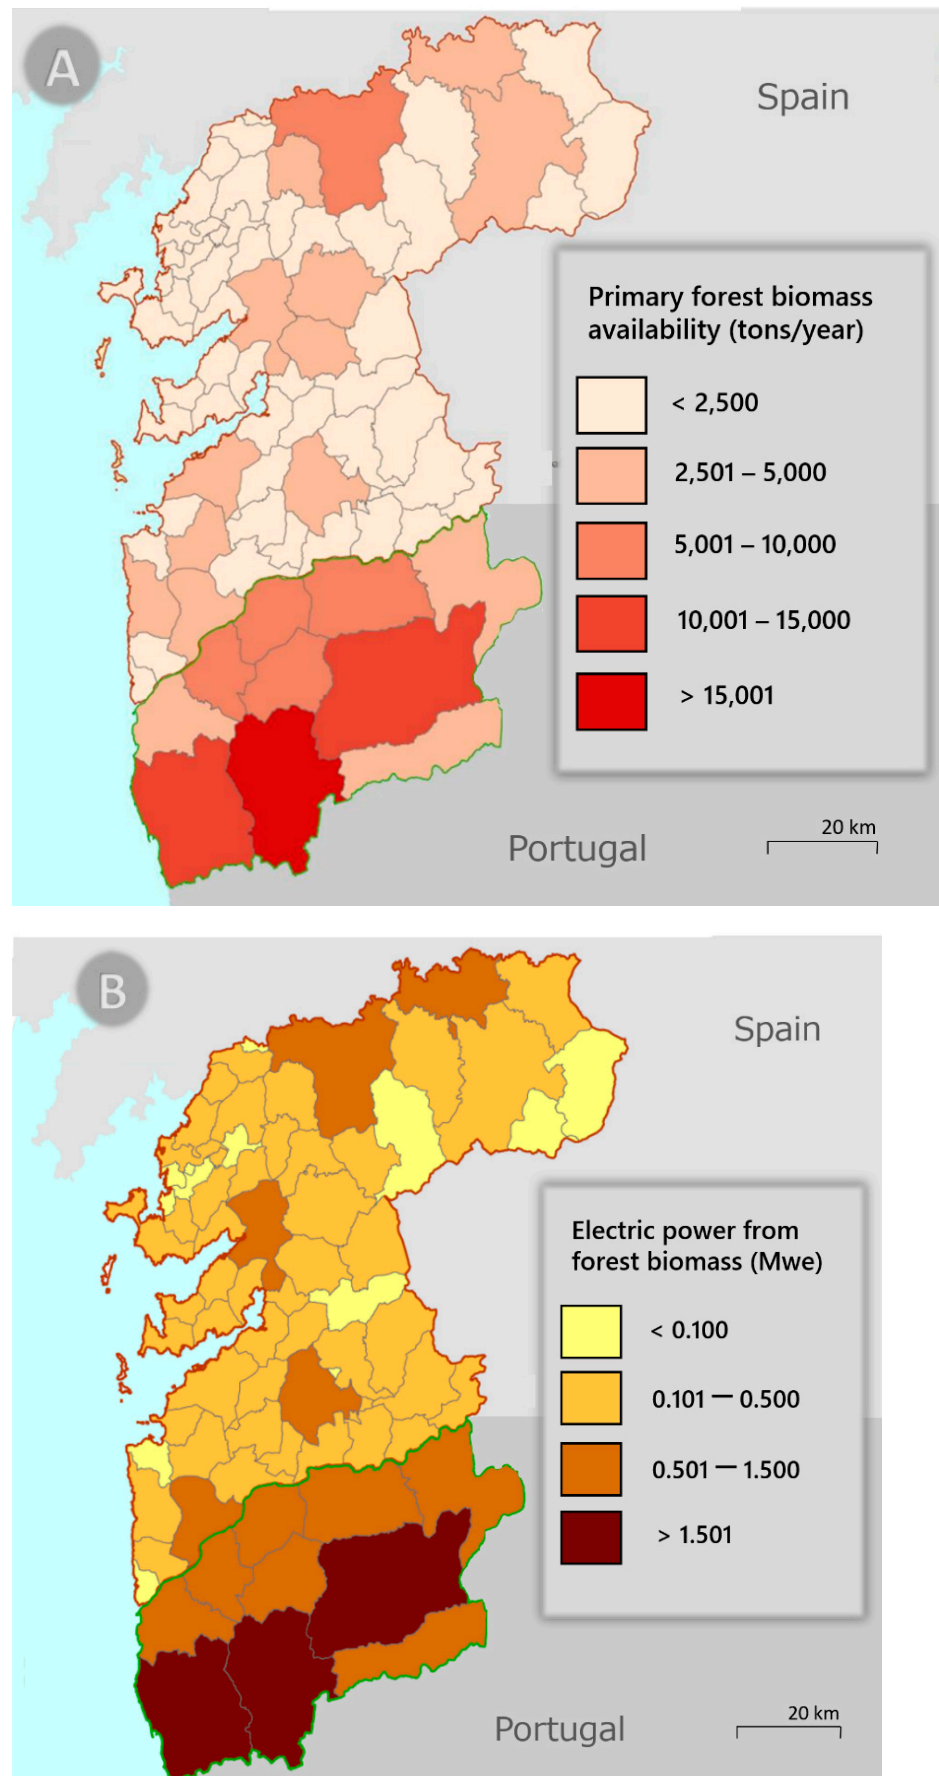 A
Spain
Primary forest biomass
availability (tons/year)
< 2,500
2,501 – 5,000
5,001 – 10,000
10,001 – 15,000
> 15,001
20 km
Portugal
B
Spain
Electric power from
forest biomass (Mwe)
< 0.100
0.101 – 0.500
0.501 – 1.500
> 1.501
20 km
Portugal